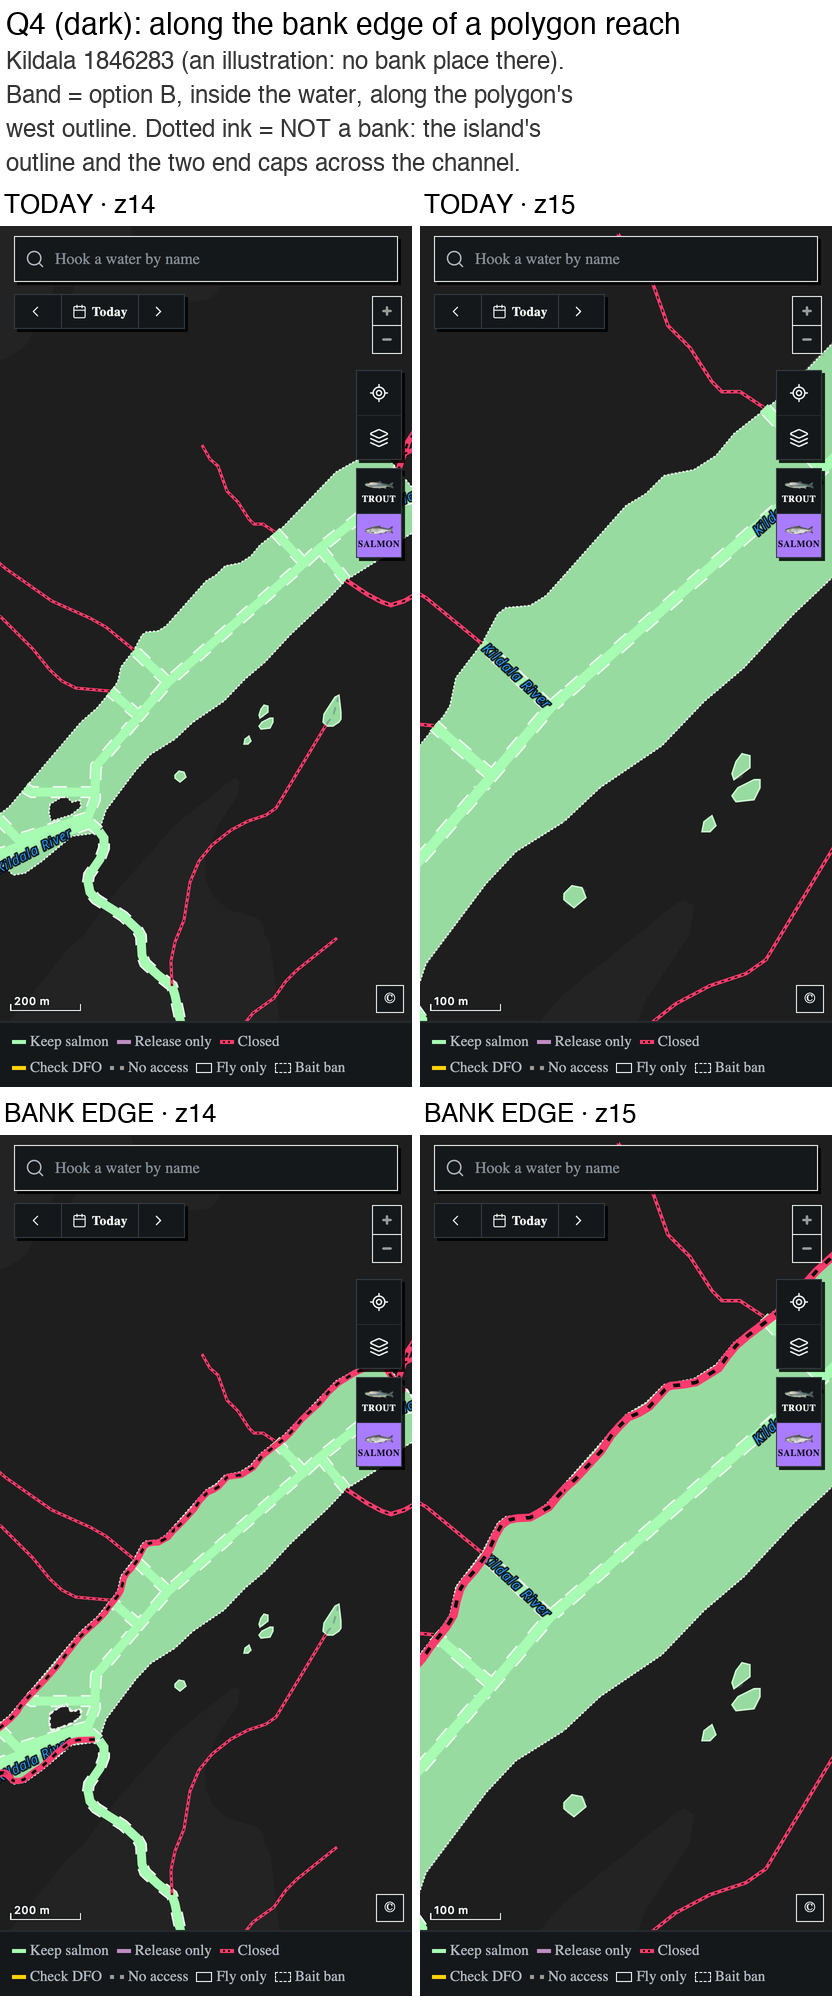 Q4 (dark): along the bank edge of a polygon reach
Kildala 1846283 (an illustration: no bank place there).
Band = option B, inside the water, along the polygon's
west outline. Dotted ink = NOT a bank: the island's
outline and the two end caps across the channel.
TODAY · z14
Hook a water by name
Today
+
−
TROUT
SALMON
Kildala River
200 m
©
Keep salmon Release only Closed
Check DFO No access Fly only Bait ban
TODAY · z15
Hook a water by name
Today
+
−
TROUT
Kild
SALMON
Kildala River
100 m
©
Keep salmon Release only Closed
Check DFO No access Fly only Bait ban
BANK EDGE · z14
Hook a water by name
Today
+
−
TROUT
SALMON
200 m
©
Keep salmon Release only Closed
Check DFO No access Fly only Bait ban
BANK EDGE · z15
Hook a water by name
Today
+
−
TROUT
Kild
SALMON
Kildala River
100 m
©
Keep salmon Release only Closed
Check DFO No access Fly only Bait ban